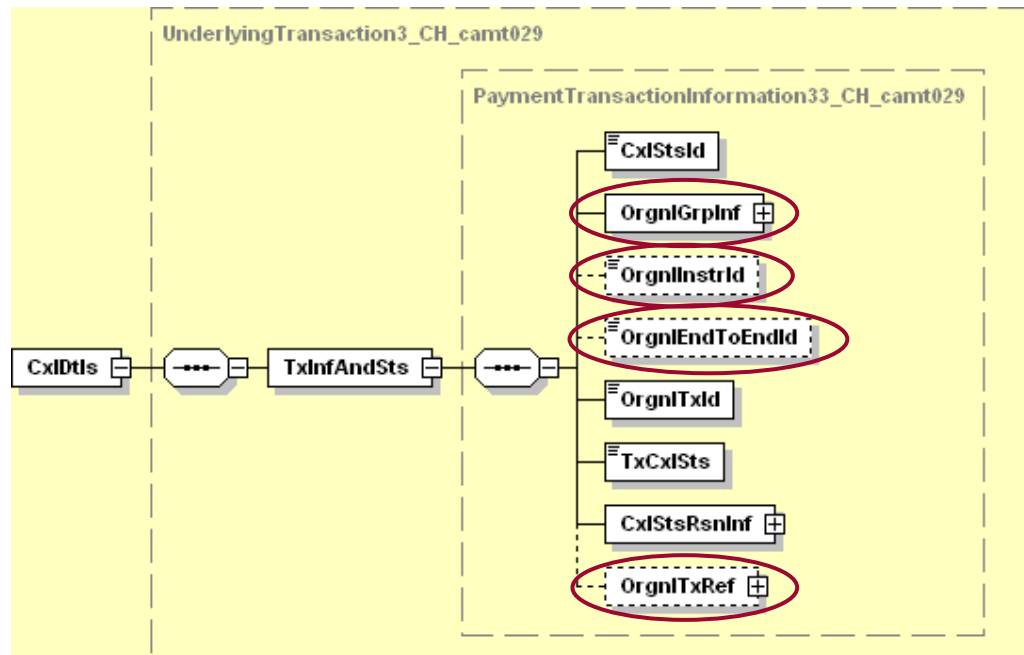 UnderlyingTransaction3_CH_camt029
PaymentTransactionInformation33_CH_camt029
CxlStsId
OrgnlGrpInf
OrgnlInstrId
OrgnlEndToEndId
CxlDtls
TxInfAndSts
OrgnlTxId
TxCxlSts
CxlStsRsnInf
OrgnlTxRef